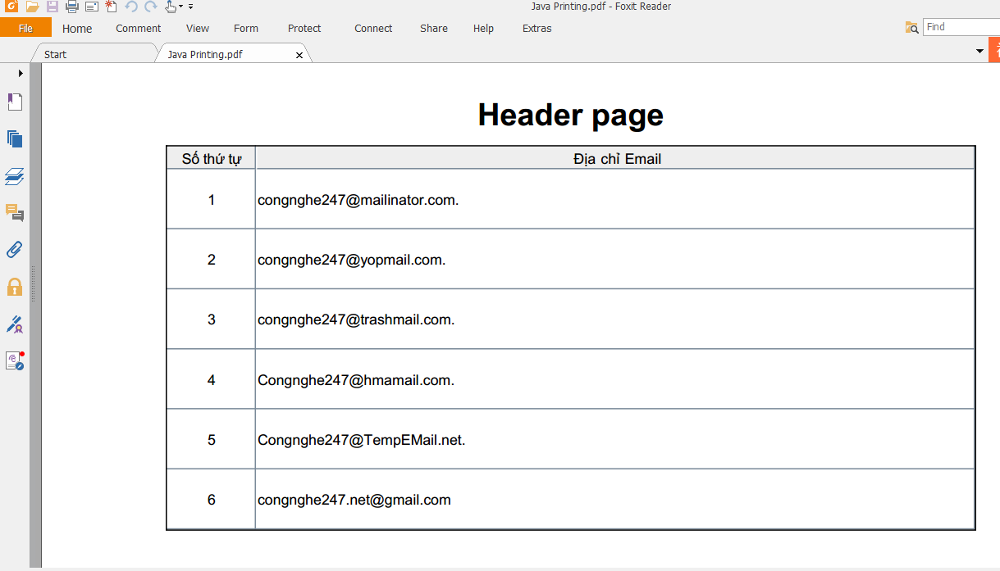 Java Printing.pdf - Foxit Reader
File Home Comment View Form Protect Connect Share Help Extras Find
Start Java Printing.pdf
Header page
Số thứ tự Địa chỉ Email
1 congnghe247@mailinator.com.
2 congnghe247@yopmail.com.
3 congnghe247@trashmail.com.
4 Congnghe247@hmamail.com.
5 Congnghe247@TempEMail.net.
6 congnghe247.net@gmail.com